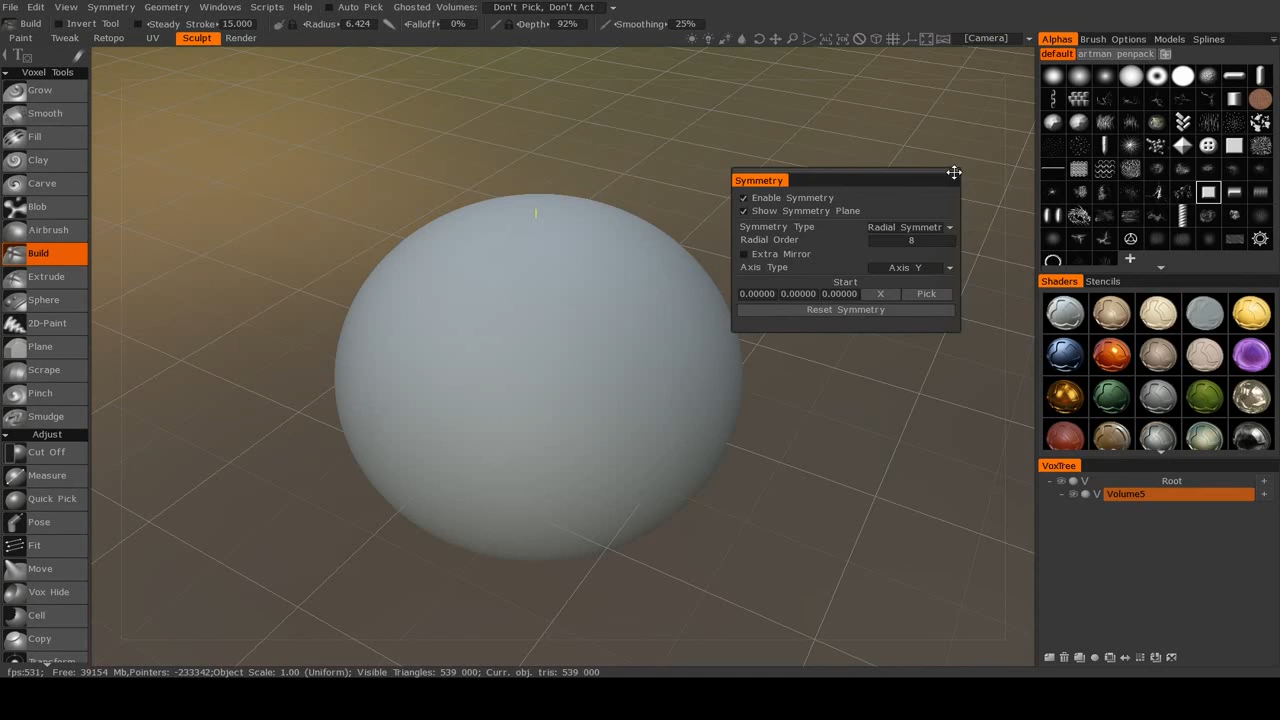 File Edit View Symmetry Geometry Windows Scripts Help Auto Pick Ghosted Volumes: Don't Pick, Don't Act
Build Invert Tool Steady Stroke 15.000 Radius 6.424 Falloff 0% Depth 92% Smoothing 25%
Paint Tweak Retopo UV Sculpt Render [Camera]
Voxel Tools
Grow
Smooth
Fill
Clay
Carve
Blob
Airbrush
Build
Extrude
Sphere
2D-Paint
Plane
Scrape
Pinch
Smudge
Adjust
Cut Off
Measure
Quick Pick
Pose
Fit
Move
Vox Hide
Cell
Copy
Transform
Symmetry
Enable Symmetry
Show Symmetry Plane
Symmetry Type Radial Symmetr
Radial Order 8
Extra Mirror
Axis Type Axis Y
Start
0.00000 0.00000 0.00000 X Pick
Reset Symmetry
Alphas Brush Options Models Splines
default artman penpack
Shaders Stencils
VoxTree
V Root +
V Volume5 +
fps:531; Free: 39154 Mb,Pointers: -233342;Object Scale: 1.00 (Uniform); Visible Triangles: 539 000; Curr. obj. tris: 539 000